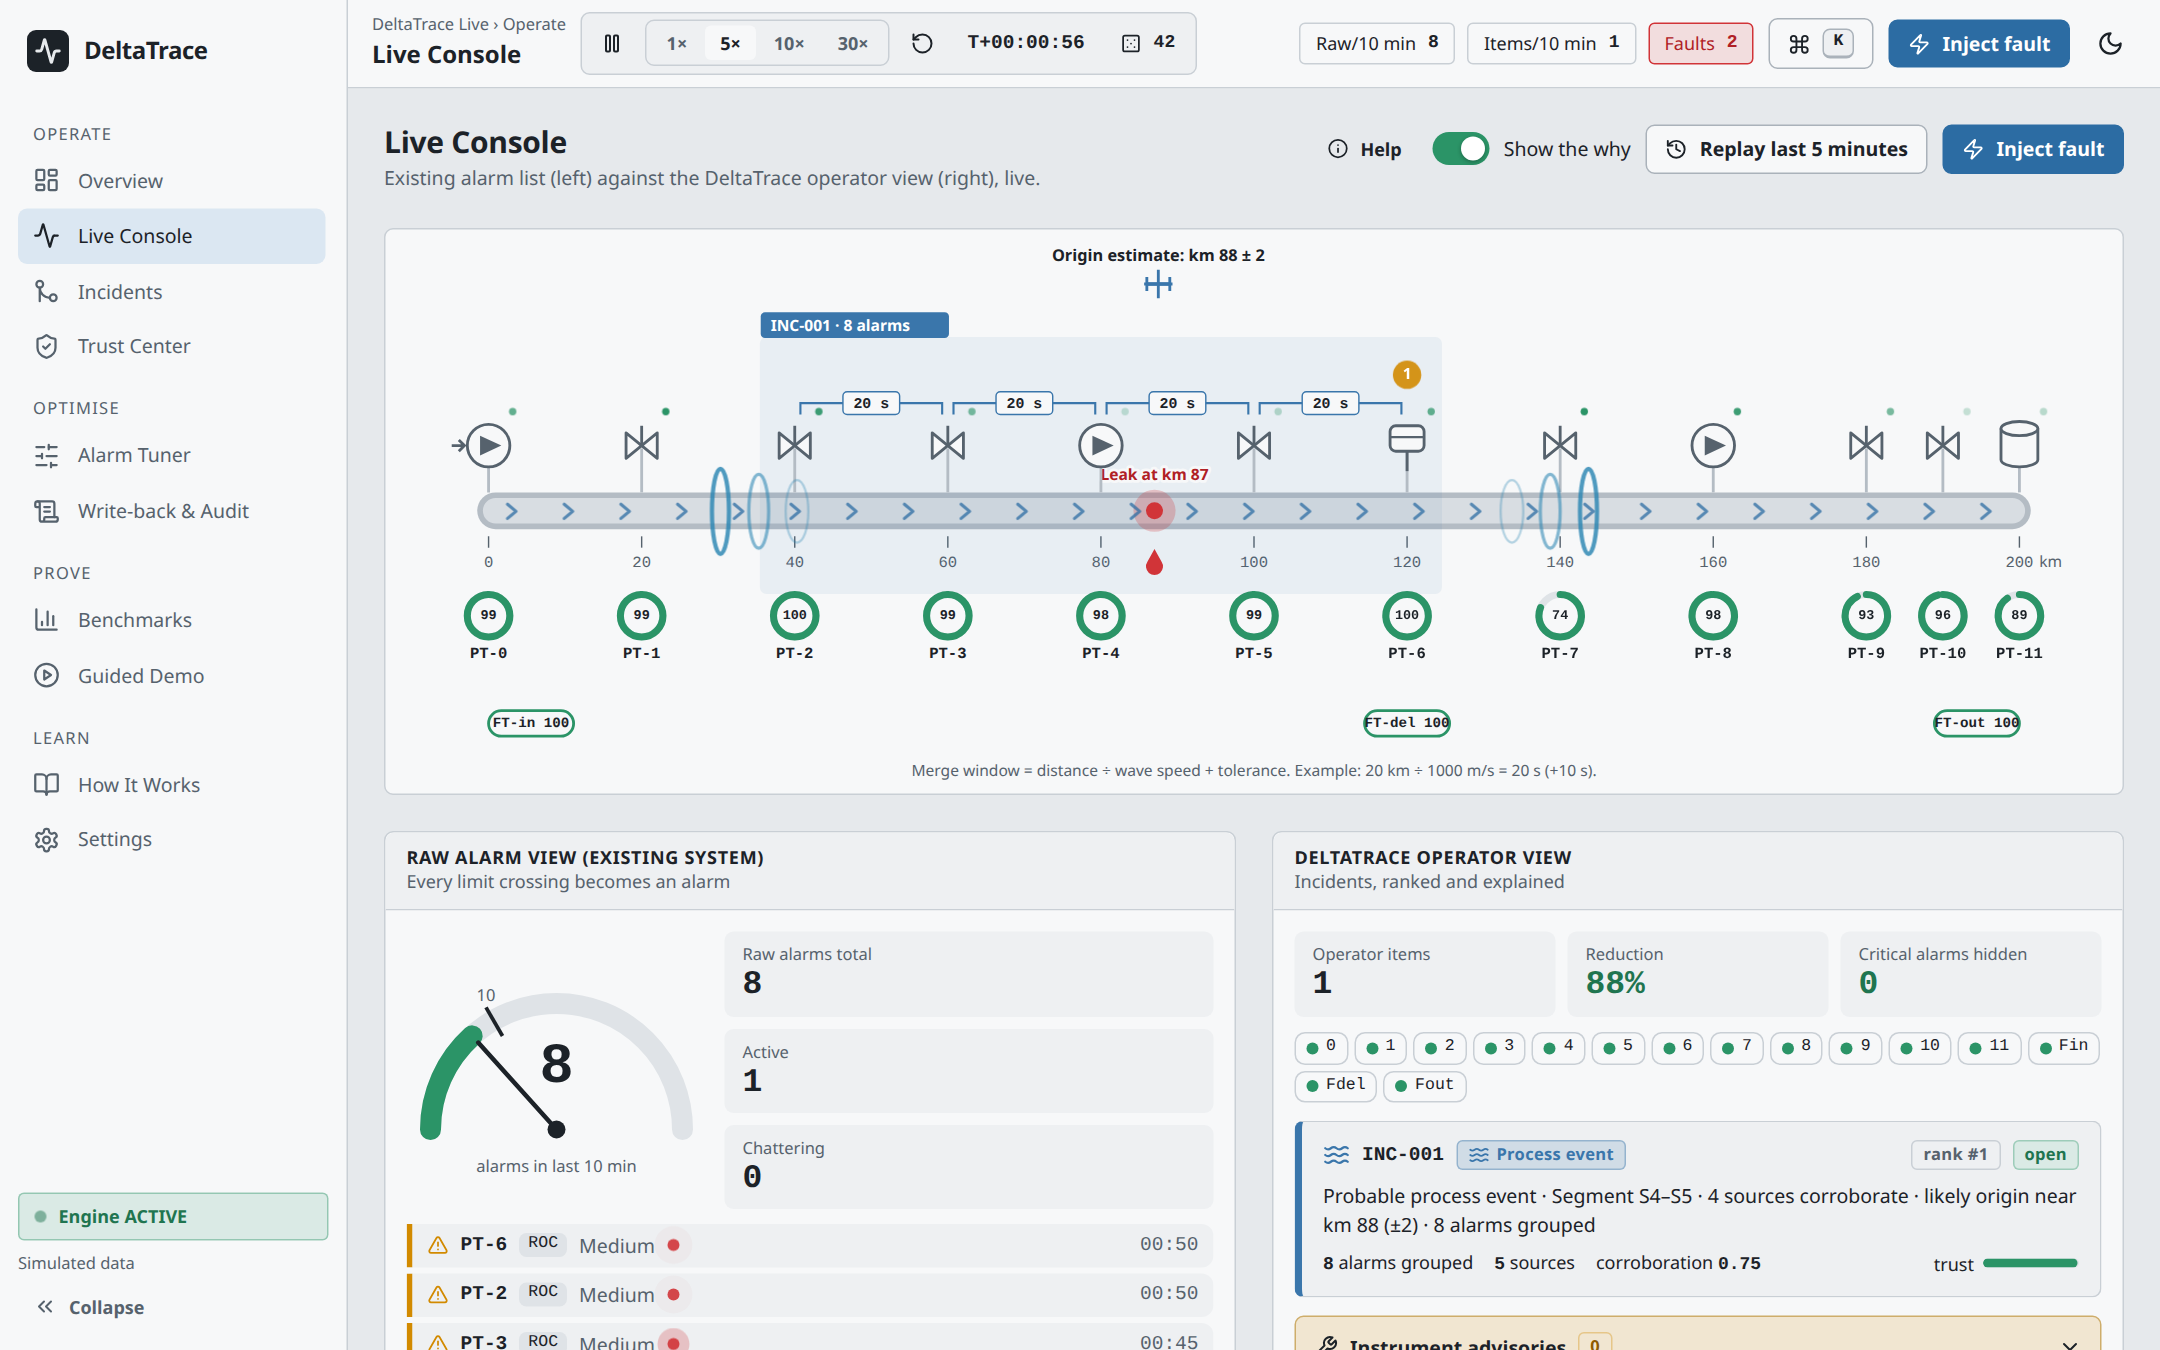 DeltaTrace
OPERATE
Overview
Live Console
Incidents
Trust Center
OPTIMISE
Alarm Tuner
Write-back & Audit
PROVE
Benchmarks
Guided Demo
LEARN
How It Works
Settings
Engine ACTIVE
Simulated data
Collapse
DeltaTrace Live › Operate
Live Console
1× 5× 10× 30× T+00:00:56 42
Raw/10 min 8 Items/10 min 1 Faults 2 ⌘ K Inject fault
Live Console
Existing alarm list (left) against the DeltaTrace operator view (right), live.
Help Show the why Replay last 5 minutes Inject fault
Origin estimate: km 88 ± 2
INC-001 · 8 alarms
1
20 s 20 s 20 s 20 s
Leak at km 87
0 20 40 60 80 100 120 140 160 180 200 km
99 99 100 99 98 99 100 74 98 93 96 89
PT-0 PT-1 PT-2 PT-3 PT-4 PT-5 PT-6 PT-7 PT-8 PT-9 PT-10 PT-11
FT-in 100 FT-del 100 FT-out 100
Merge window = distance ÷ wave speed + tolerance. Example: 20 km ÷ 1000 m/s = 20 s (+10 s).
RAW ALARM VIEW (EXISTING SYSTEM)
Every limit crossing becomes an alarm
10
8
alarms in last 10 min
Raw alarms total
8
Active
1
Chattering
0
PT-6 ROC Medium 00:50
PT-2 ROC Medium 00:50
PT-3 ROC Medium 00:45
DELTATRACE OPERATOR VIEW
Incidents, ranked and explained
Operator items
1
Reduction
88%
Critical alarms hidden
0
0 1 2 3 4 5 6 7 8 9 10 11 Fin
Fdel Fout
INC-001 Process event rank #1 open
Probable process event · Segment S4–S5 · 4 sources corroborate · likely origin near
km 88 (±2) · 8 alarms grouped
8 alarms grouped 5 sources corroboration 0.75 trust
Instrument advisories 0